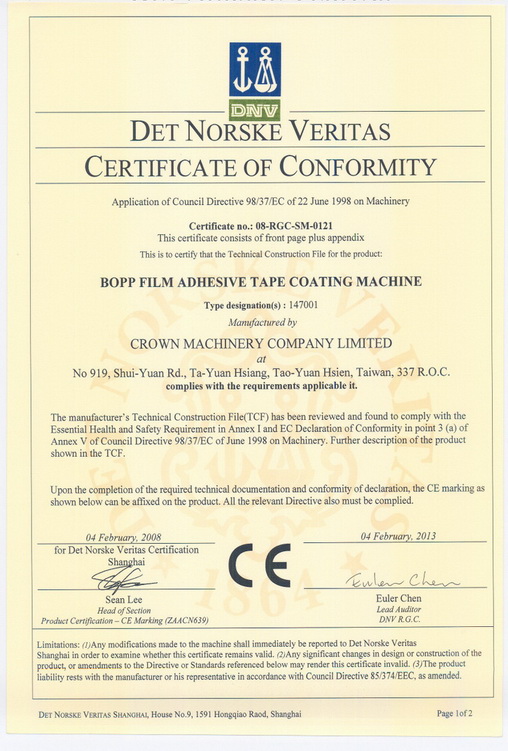 DNV
DET NORSKE VERITAS
CERTIFICATE OF CONFORMITY
Application of Council Directive 98/37/EC of 22 June 1998 on Machinery
Certificate no.: 08-RGC-SM-0121
This certificate consists of front page plus appendix
This is to certify that the Technical Construction File for the product:
BOPP FILM ADHESIVE TAPE COATING MACHINE
Type designation(s) : 147001
Manufactured by
CROWN MACHINERY COMPANY LIMITED
at
No 919, Shui-Yuan Rd., Ta-Yuan Hsiang, Tao-Yuan Hsien, Taiwan, 337 R.O.C.
complies with the requirements applicable it.
The manufacturer's Technical Construction File(TCF) has been reviewed and found to comply with the
Essential Health and Safety Requirement in Annex I and EC Declaration of Conformity in point 3 (a) of
Annex V of Council Directive 98/37/EC of June 1998 on Machinery. Further description of the product
shown in the TCF.
Upon the completion of the required technical documentation and conformity of declaration, the CE marking as
shown below can be affixed on the product. All the relevant Directive also must be complied.
04 February, 2008
for Det Norske Veritas Certification
Shanghai
Sean Lee
Head of Section
Product Certification – CE Marking (ZAACN639)
CE
04 February, 2013
Euler Chen
Euler Chen
Lead Auditor
DNV R.G.C.
DET NORSKE VERITAS
1864
Limitations: (1)Any modifications made to the machine shall immediately be reported to Det Norske Veritas
Shanghai in order to examine whether this certificate remains valid. (2)Any significant changes in design or construction of the
product, or amendments to the Directive or Standards referenced below may render this certificate invalid. (3)The product
liability rests with the manufacturer or his representative in accordance with Council Directive 85/374/EEC, as amended.
DET NORSKE VERITAS SHANGHAI, House No.9, 1591 Hongqiao Raod, Shanghai
Page 1of 2